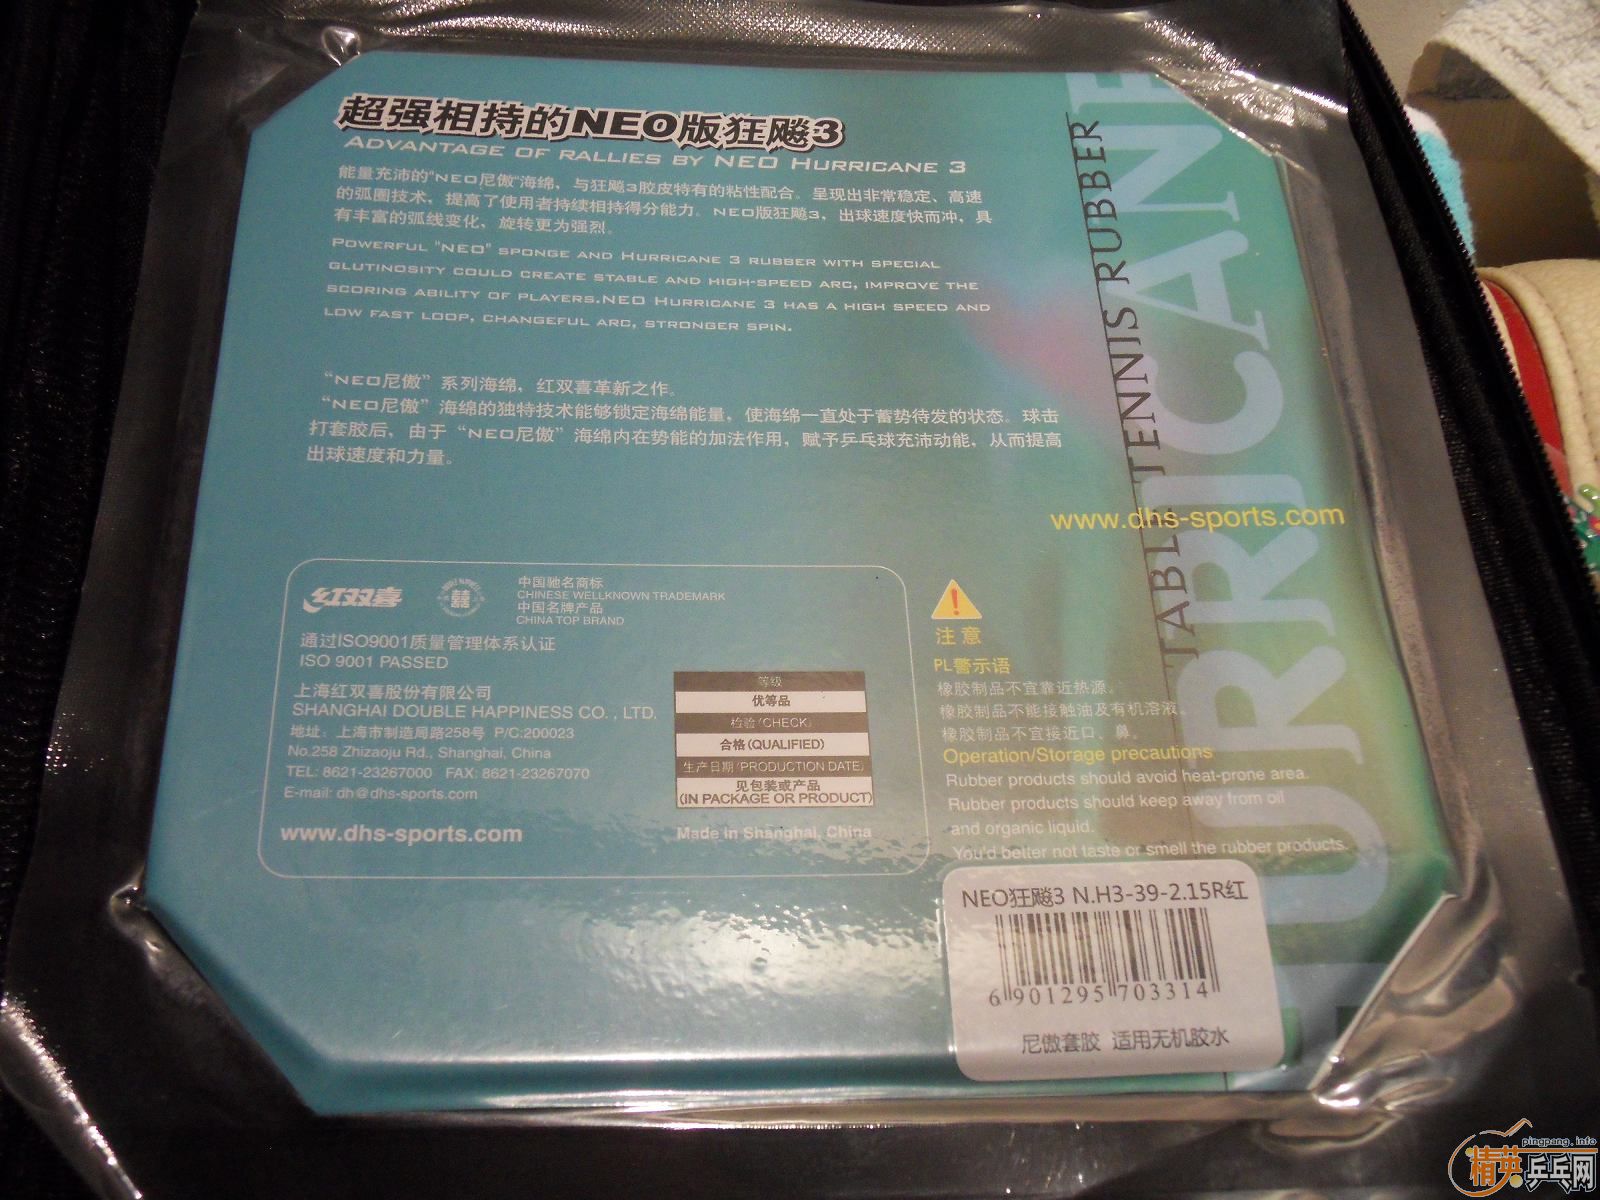 超强相持的NEO版狂飚3
ADVANTAGE OF RALLIES BY NEO HURRICANE 3
能量充沛的"NEO尼傲"海绵，与狂飚3胶皮特有的粘性配合。呈现出非常稳定、高速
的弧圈技术，提高了使用者持续相持得分能力。NEO版狂飚3，出球速度快而冲，具
有丰富的弧线变化，旋转更为强烈。
POWERFUL "NEO" SPONGE AND HURRICANE 3 RUBBER WITH SPECIAL
GLUTINOSITY COULD CREATE STABLE AND HIGH-SPEED ARC, IMPROVE THE
SCORING ABILITY OF PLAYERS.NEO HURRICANE 3 HAS A HIGH SPEED AND
LOW FAST LOOP, CHANGEFUL ARC, STRONGER SPIN.
“NEO尼傲”系列海绵，红双喜革新之作。
“NEO尼傲”海绵的独特技术能够锁定海绵能量，使海绵一直处于蓄势待发的状态。球击
打套胶后，由于“NEO尼傲”海绵内在势能的加法作用，赋予乒乓球充沛动能，从而提高
出球速度和力量。
TABLE TENNIS RUBBER
HURRICANE
www.dhs-sports.com
红双喜
中国驰名商标
CHINESE WELLKNOWN TRADEMARK
中国名牌产品
CHINA TOP BRAND
通过ISO9001质量管理体系认证
ISO 9001 PASSED
上海红双喜股份有限公司
SHANGHAI DOUBLE HAPPINESS CO. , LTD.
地址：上海市制造局路258号 P/C:200023
No.258 Zhizaoju Rd., Shanghai, China
TEL: 8621-23267000 FAX: 8621-23267070
E-mail: dh@dhs-sports.com
www.dhs-sports.com
等级
优等品
检验(CHECK)
合格(QUALIFIED)
生产日期(PRODUCTION DATE)
见包装或产品
(IN PACKAGE OR PRODUCT)
Made in Shanghai, China
注意
PL警示语
橡胶制品不宜靠近热源。
橡胶制品不能接触油及有机溶液。
橡胶制品不宜接近口、鼻。
Operation/Storage precautions
Rubber products should avoid heat-prone area.
Rubber products should keep away from oil
and organic liquid.
You'd better not taste or smell the rubber products.
NEO狂飚3 N.H3-39-2.15R红
6 901295 703314
尼傲套胶 适用无机胶水
pingpang.info
精英乒乓网